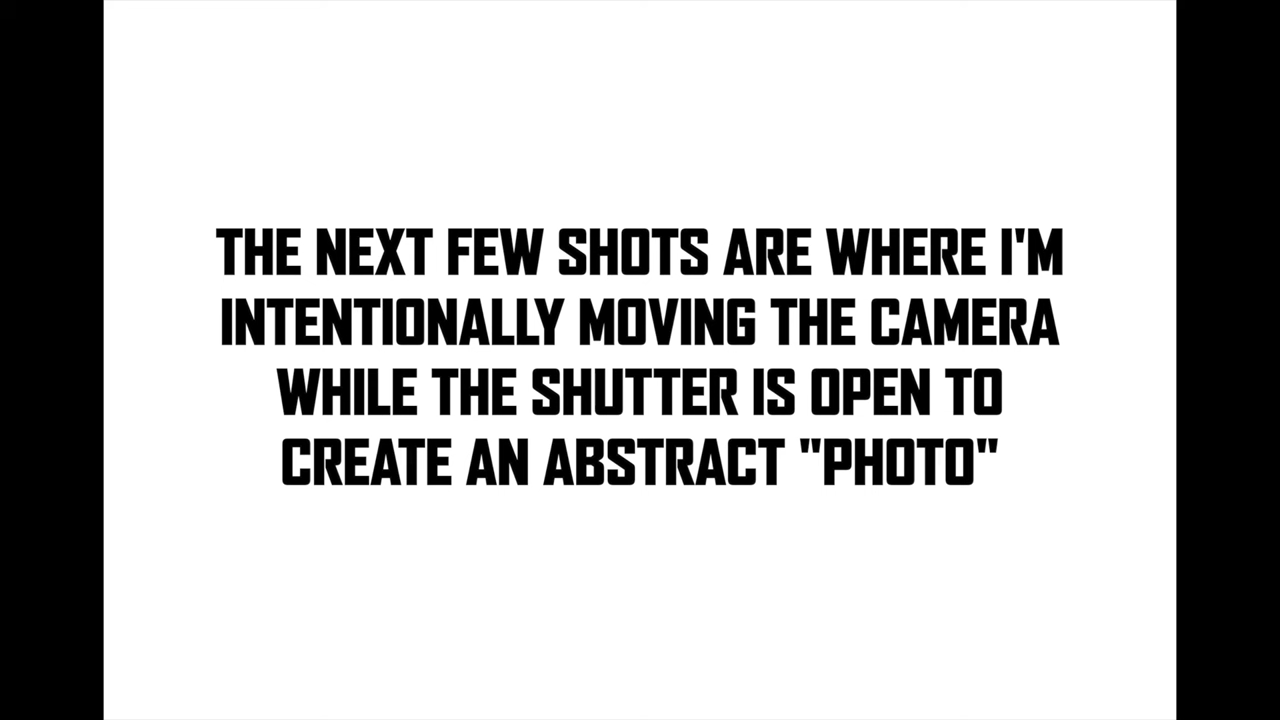 THE NEXT FEW SHOTS ARE WHERE I'M
INTENTIONALLY MOVING THE CAMERA
WHILE THE SHUTTER IS OPEN TO
CREATE AN ABSTRACT "PHOTO"